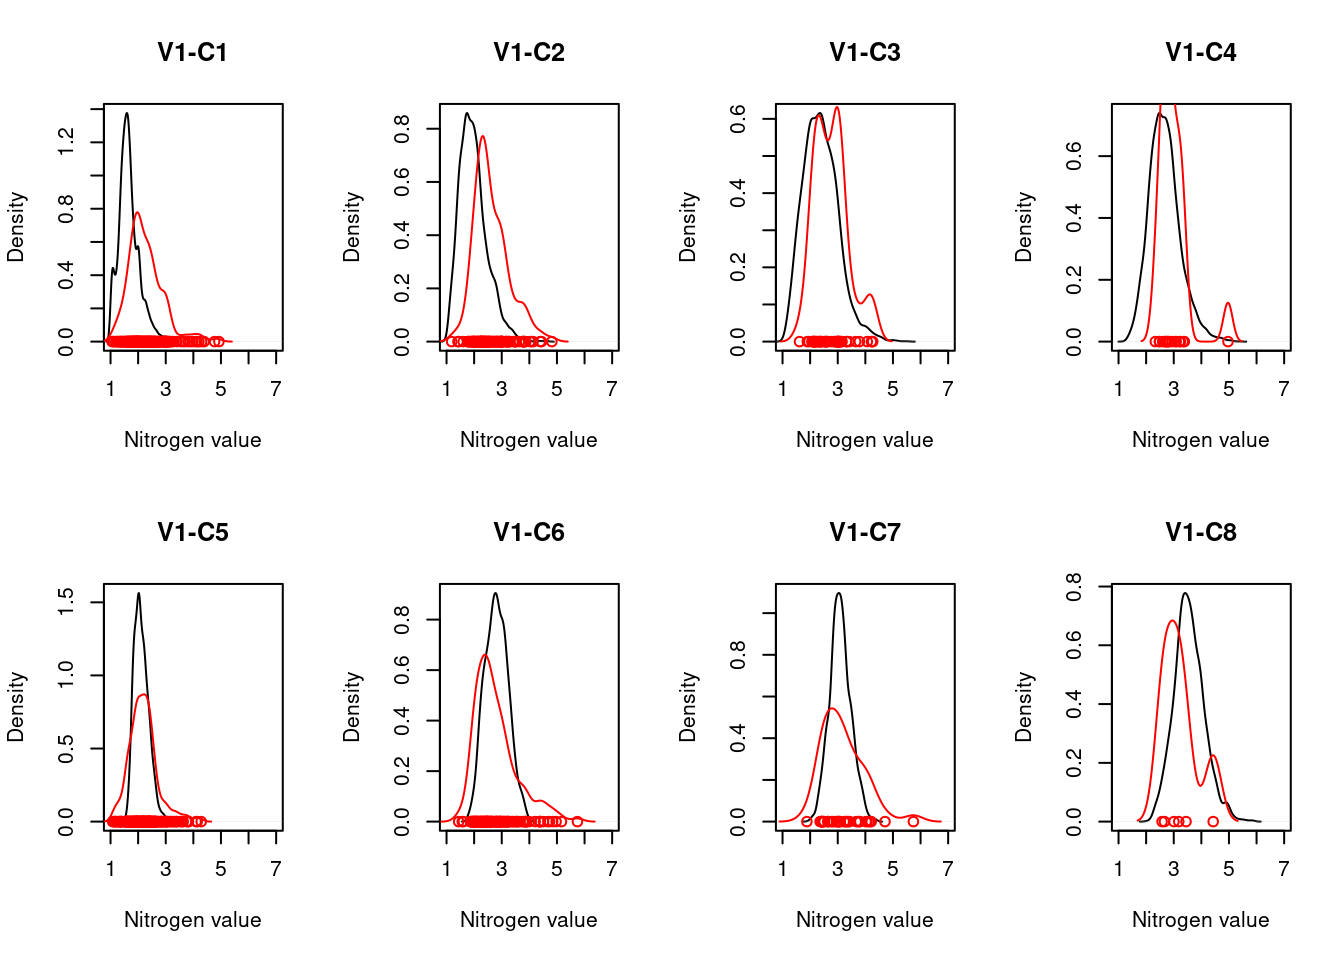 V1-C1
Density
0.0 0.4 0.8 1.2
1 3 5 7
Nitrogen value
V1-C2
Density
0.0 0.2 0.4 0.6 0.8
1 3 5 7
Nitrogen value
V1-C3
Density
0.0 0.2 0.4 0.6
1 3 5 7
Nitrogen value
V1-C4
Density
0.0 0.2 0.4 0.6
1 3 5 7
Nitrogen value
V1-C5
Density
0.0 0.5 1.0 1.5
1 3 5 7
Nitrogen value
V1-C6
Density
0.0 0.2 0.4 0.6 0.8
1 3 5 7
Nitrogen value
V1-C7
Density
0.0 0.4 0.8
1 3 5 7
Nitrogen value
V1-C8
Density
0.0 0.2 0.4 0.6 0.8
1 3 5 7
Nitrogen value